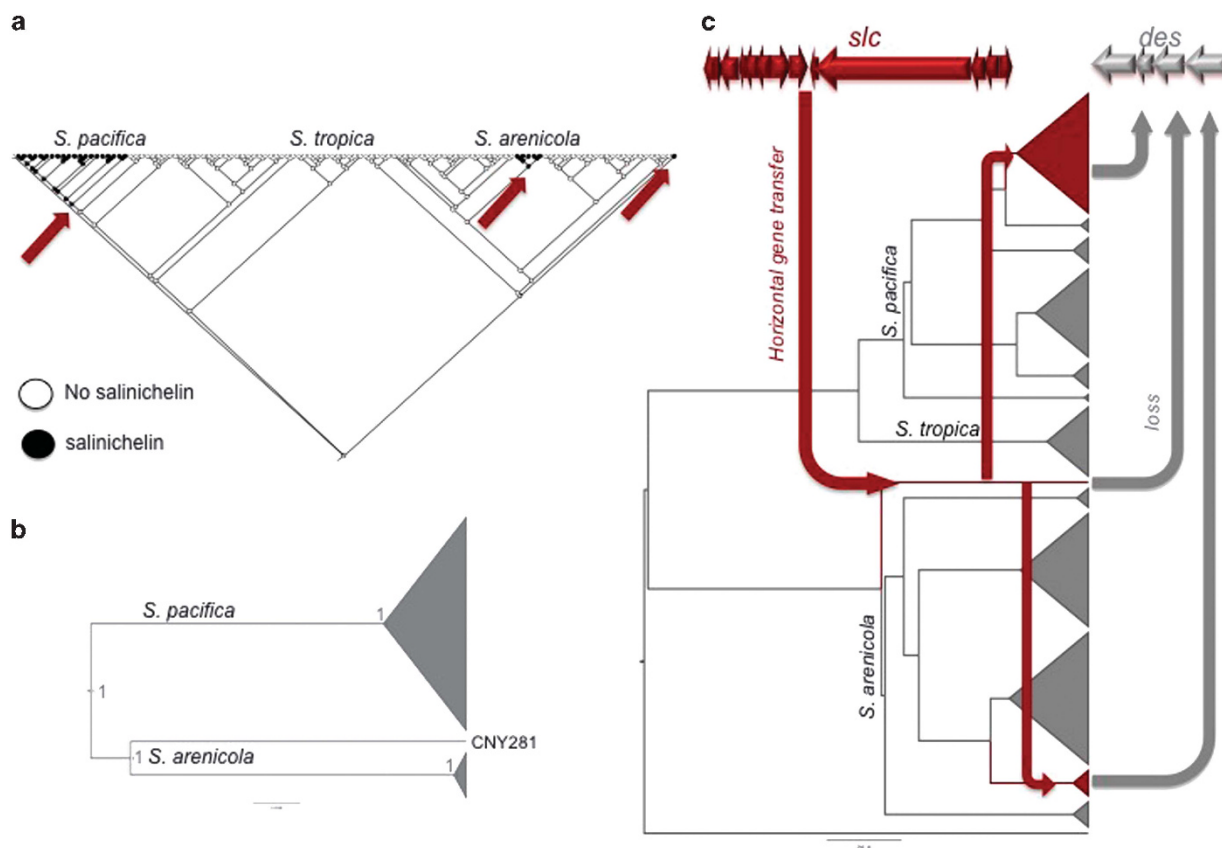 a
S. pacifica
S. tropica
S. arenicola
No salinichelin
salinichelin
b
S. pacifica
1
1
CNY281
1
S. arenicola
1
c
slc
des
Horizontal gene transfer
S. pacifica
loss
S. tropica
S. arenicola